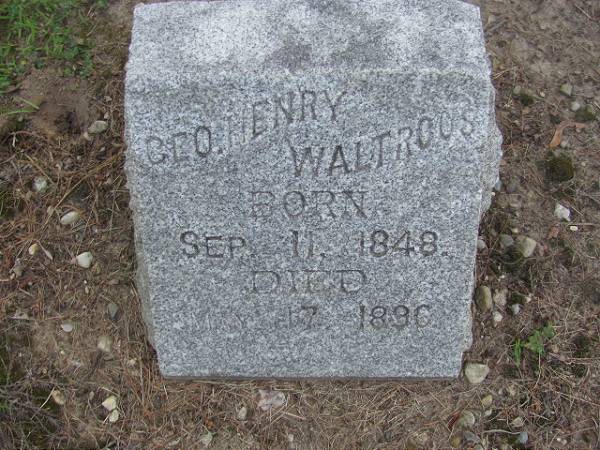 GEO. HENRY
WALTROUS
BORN
SEP. 11, 1848.
DIED
17 1896